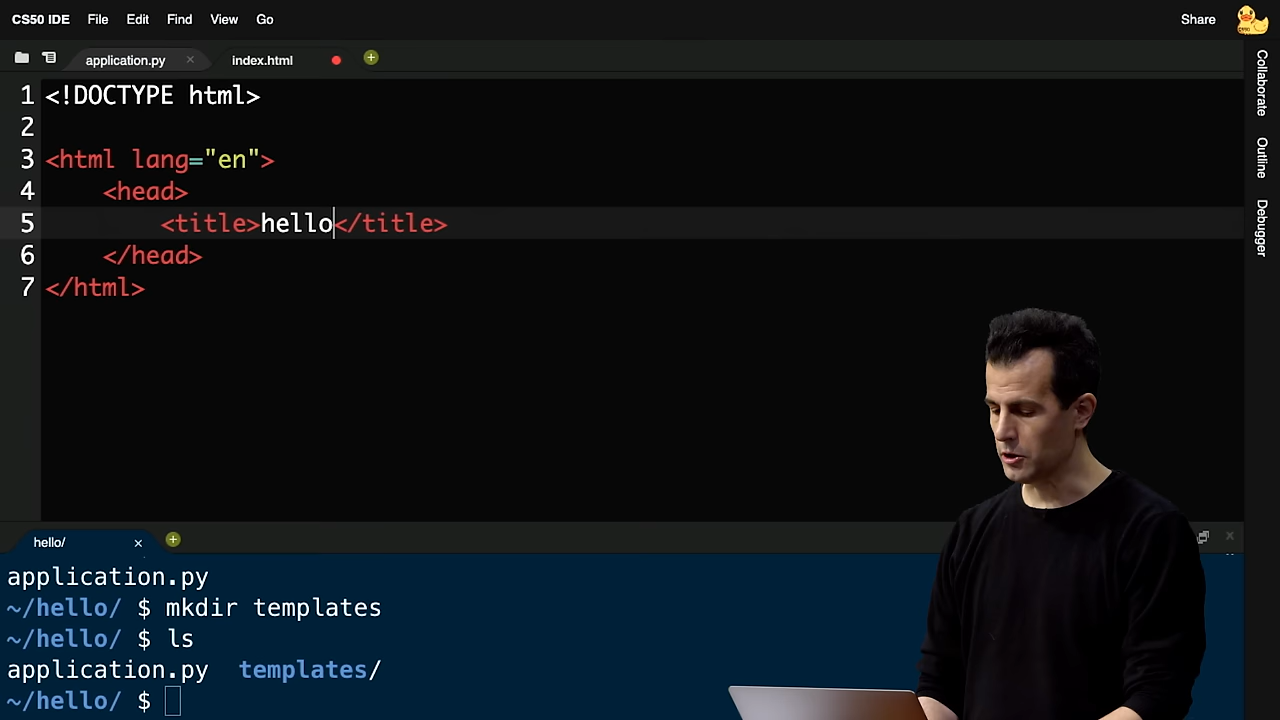 CS50 IDE File Edit Find View Go Share
application.py index.html
1 <!DOCTYPE html>
2
3 <html lang="en">
4     <head>
5         <title>hello</title>
6     </head>
7 </html>
Collaborate
Outline
Debugger
hello/
application.py
~/hello/ $ mkdir templates
~/hello/ $ ls
application.py  templates/
~/hello/ $